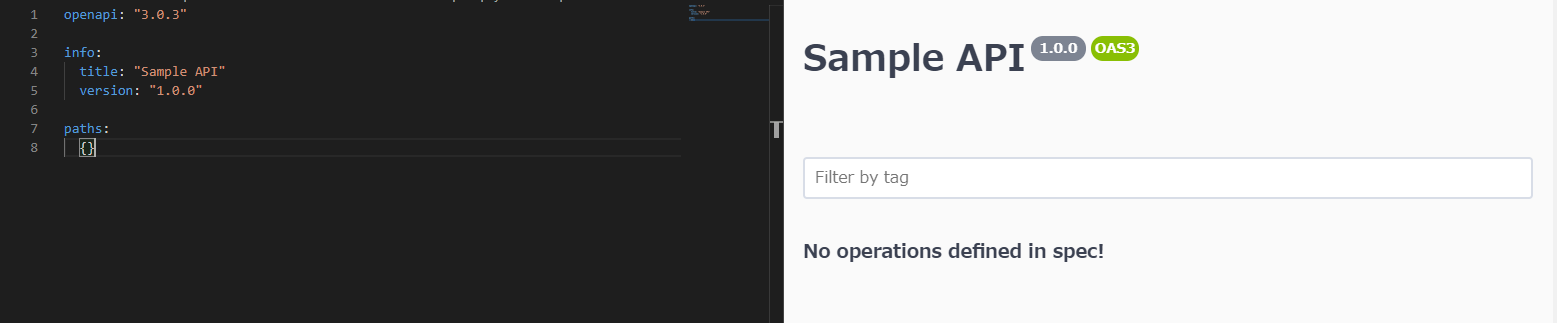 1 openapi: "3.0.3"
2
3 info:
4 title: "Sample API"
5 version: "1.0.0"
6
7 paths:
8 {}
Sample API 1.0.0 OAS3
Filter by tag
No operations defined in spec!